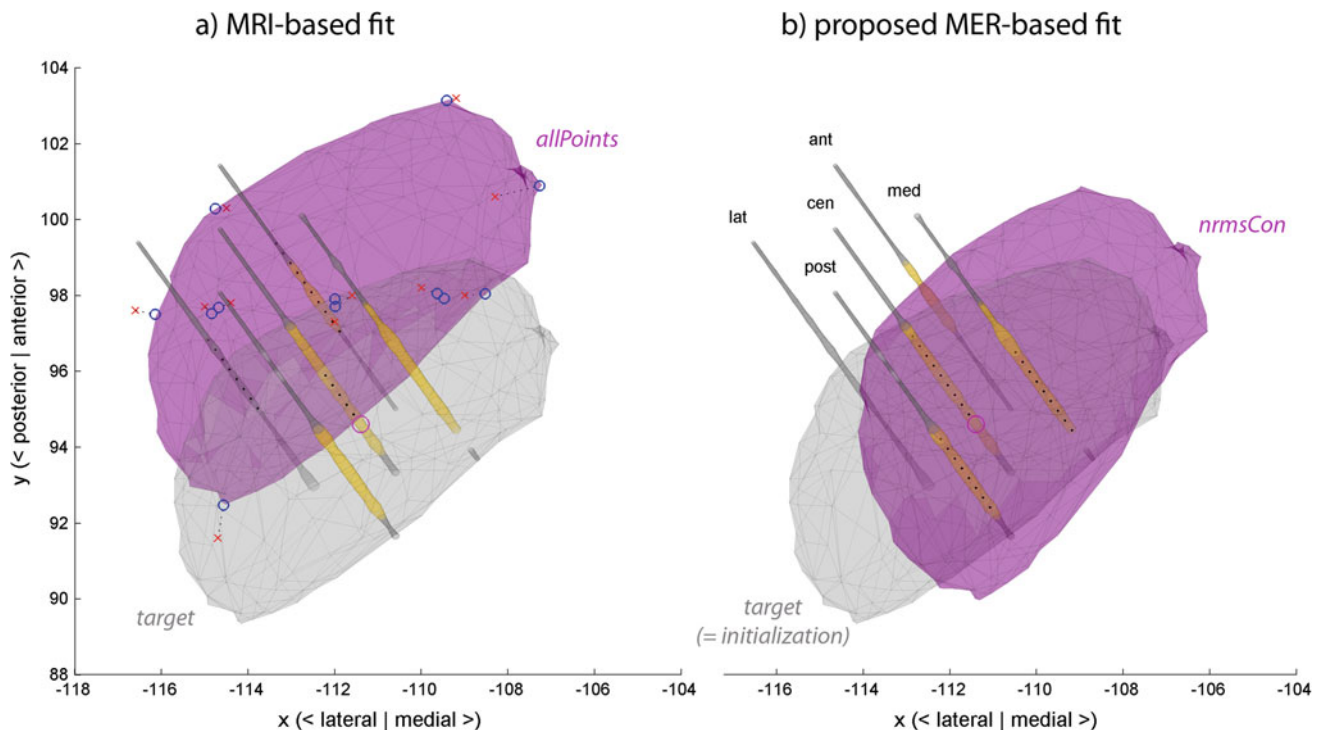 a) MRI-based fit
b) proposed MER-based fit
104
102
100
98
96
94
92
90
88
y (< posterior | anterior >)
allPoints
target
-118
-116
-114
-112
-110
-108
-106
-104
x (< lateral | medial >)
ant
med
cen
lat
post
nrmsCon
target
(= initialization)
-116
-114
-112
-110
-108
-106
-104
x (< lateral | medial >)